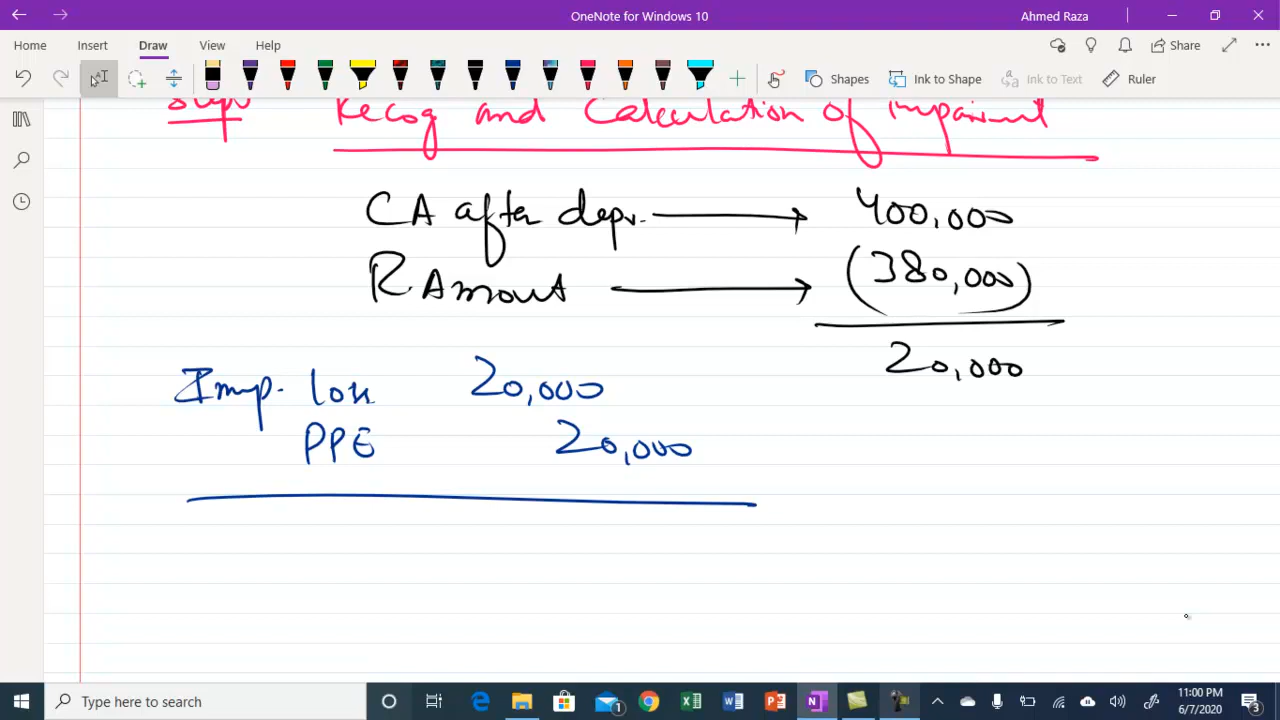 OneNote for Windows 10
Ahmed Raza
Home Insert Draw View Help
Share
Shapes Ink to Shape Ink to Text Ruler
Recog and Calculation of Impairment
CA after depr. 400,000
R Amount (380,000)
20,000
Imp. loss 20,000
PPE 20,000
Type here to search
1
11:00 PM
6/7/2020
3